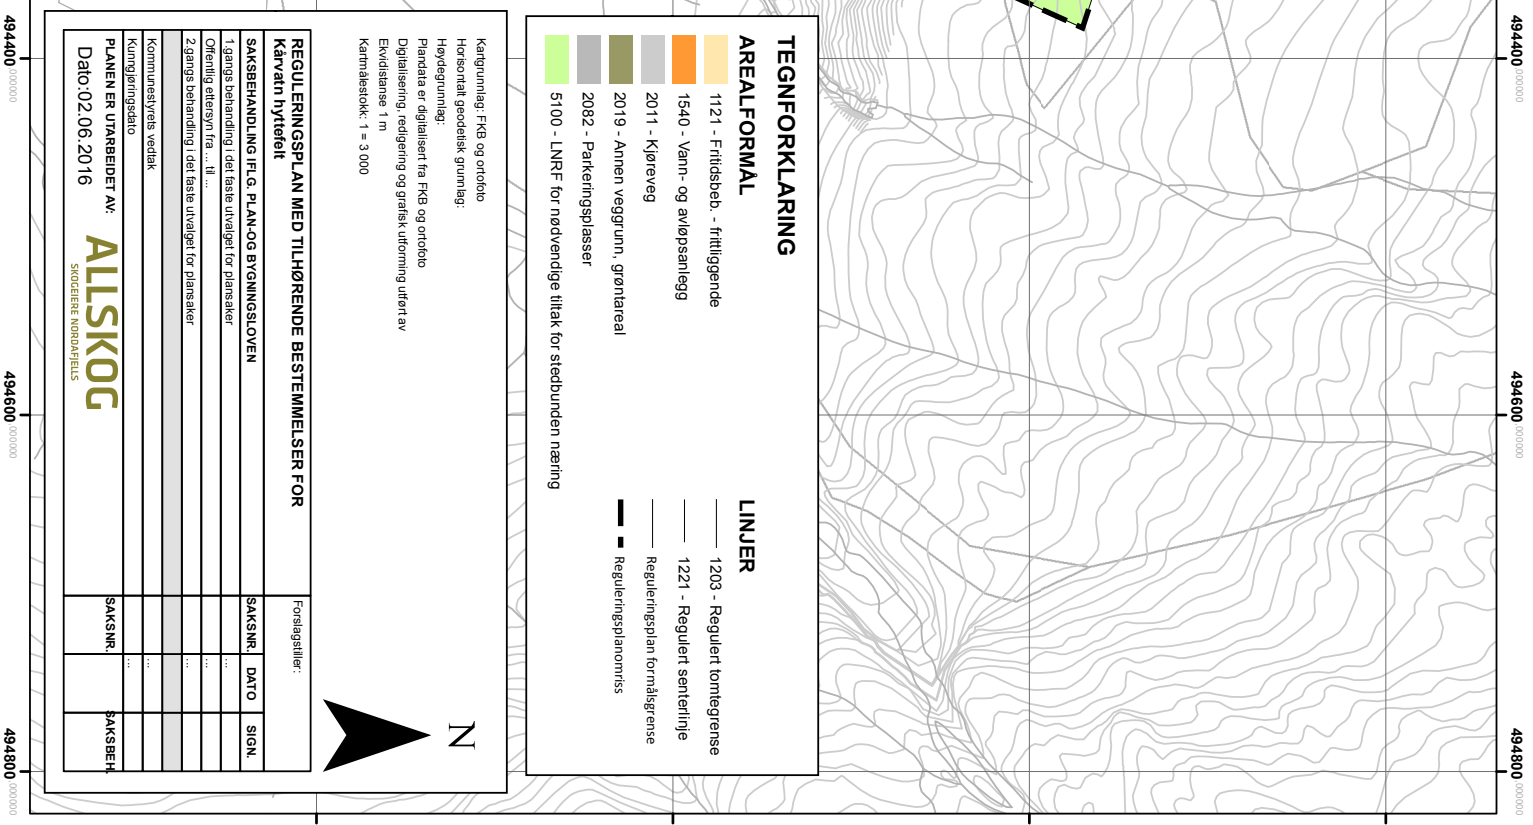 TEGNFORKLARING
AREALFORMÅL
1121 - Fritidsbeb. - frittliggende
1540 - Vann- og avløpsanlegg
2011 - Kjøreveg
2019 - Annen veggrunn, grøntareal
2082 - Parkeringsplasser
5100 - LNRF for nødvendige tiltak for stedbunden næring
LINJER
1203 - Regulert tomtegrense
1221 - Regulert senterlinje
Reguleringsplan formålsgrense
Reguleringsplanomriss
Kartgrunnlag: FKB og ortofoto
Horisontalt geodetisk grunnlag:
Høydegrunnlag:
Plandata er digitalisert fra FKB og ortofoto
Digitalisering, redigering og grafisk utforming utført av
Ekvidistanse 1 m
Kartmålestokk: 1 = 3 000
N
REGULERINGSPLAN MED TILHØRENDE BESTEMMELSER FOR
Kårvatn hyttefelt
Forslagstiller:
SAKSBEHANDLING IFLG. PLAN-OG BYGNINGSLOVEN
SAKSNR.
DATO
SIGN.
1.gangs behandling i det faste utvalget for plansaker
...
Offentlig ettersyn fra ... til ...
...
2.gangs behandling i det faste utvalget for plansaker
...
Kommunestyrets vedtak
...
Kunngjøringsdato
...
PLANEN ER UTARBEIDET AV:
SAKSNR.
SAKSBEH.
Dato:02.06.2016
ALLSKOG
SKOGEIERE NORDAFJELLS
494400.000000
494600.000000
494800.000000
494400.000000
494600.000000
494800.000000